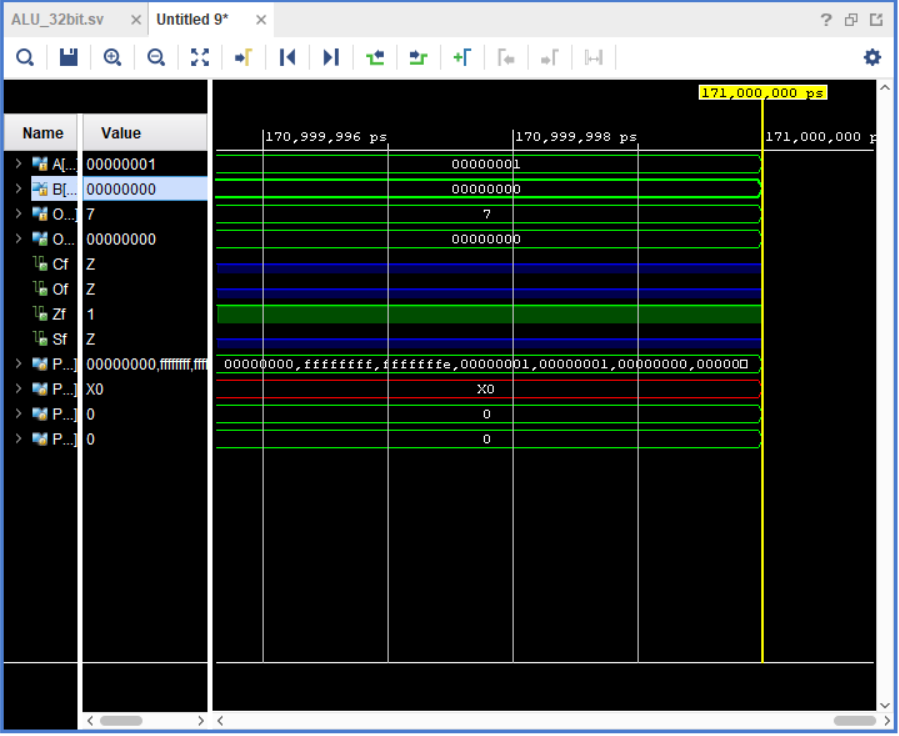 ALU_32bit.sv × Untitled 9* ×
171,000,000 ps
Name Value 170,999,996 ps 170,999,998 ps 171,000,000 p
A[...] 00000001 00000001
B[... 00000000 00000000
O...] 7 7
O... 00000000 00000000
Cf Z
Of Z
Zf 1
Sf Z
P...] 00000000,ffffffff,ffff 00000000,ffffffff,fffffffe,00000001,00000001,00000000,00000
P...] X0 X0
P...] 0 0
P...] 0 0